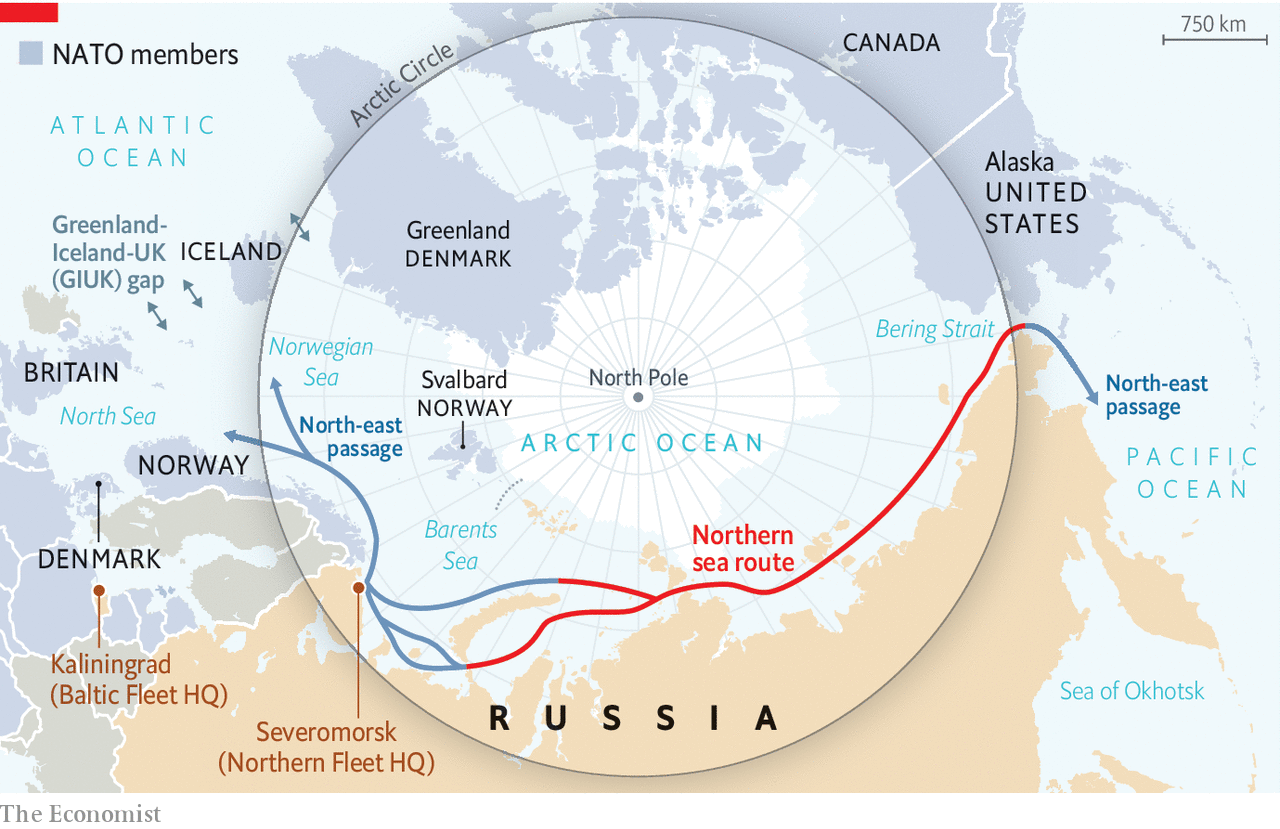 NATO members
750 km
CANADA
Arctic Circle
ATLANTIC
OCEAN
Alaska
UNITED
STATES
Greenland-
Iceland-UK
(GIUK) gap
ICELAND
Greenland
DENMARK
Bering Strait
Norwegian
Sea
BRITAIN
North Sea
Svalbard
NORWAY
North Pole
North-east
passage
North-east
passage
ARCTIC OCEAN
NORWAY
PACIFIC
OCEAN
Barents
Sea
Northern
sea route
DENMARK
Kaliningrad
(Baltic Fleet HQ)
Sea of Okhotsk
RUSSIA
Severomorsk
(Northern Fleet HQ)
The Economist